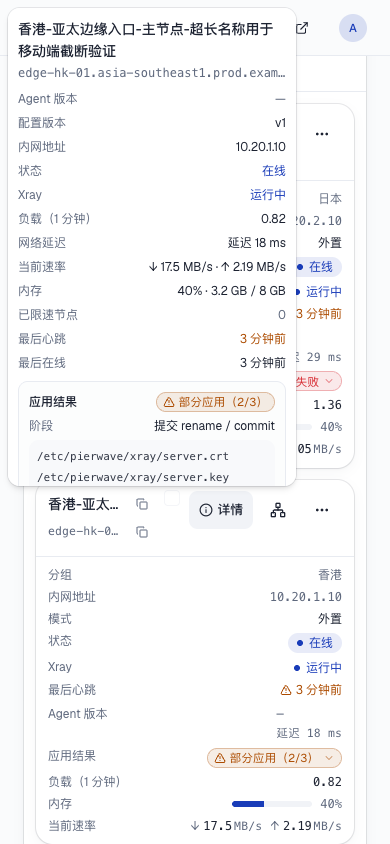 香港-亚太边缘入口-主节点-超长名称用于
移动端截断验证
edge-hk-01.asia-southeast1.prod.exam…
A
Agent 版本 —
配置版本 v1
内网地址 10.20.1.10
状态 在线
Xray 运行中
负载（1 分钟） 0.82
网络延迟 延迟 18 ms
当前速率 ↓ 17.5 MB/s · ↑ 2.19 MB/s
内存 40% · 3.2 GB / 8 GB
已限速节点 0
最后心跳 3 分钟前
最后在线 3 分钟前
应用结果 部分应用（2/3）
阶段 提交 rename / commit
/etc/pierwave/xray/server.crt
/etc/pierwave/xray/server.key
日本
20.2.10
外置
在线
运行中
3 分钟前
迟 29 ms
失败
1.36
40%
05MB/s
香港-亚太… 详情
edge-hk-0…
分组 香港
内网地址 10.20.1.10
模式 外置
状态 在线
Xray 运行中
最后心跳 3 分钟前
Agent 版本 —
延迟 18 ms
应用结果 部分应用（2/3）
负载（1 分钟） 0.82
内存 40%
当前速率 ↓ 17.5MB/s ↑ 2.19MB/s